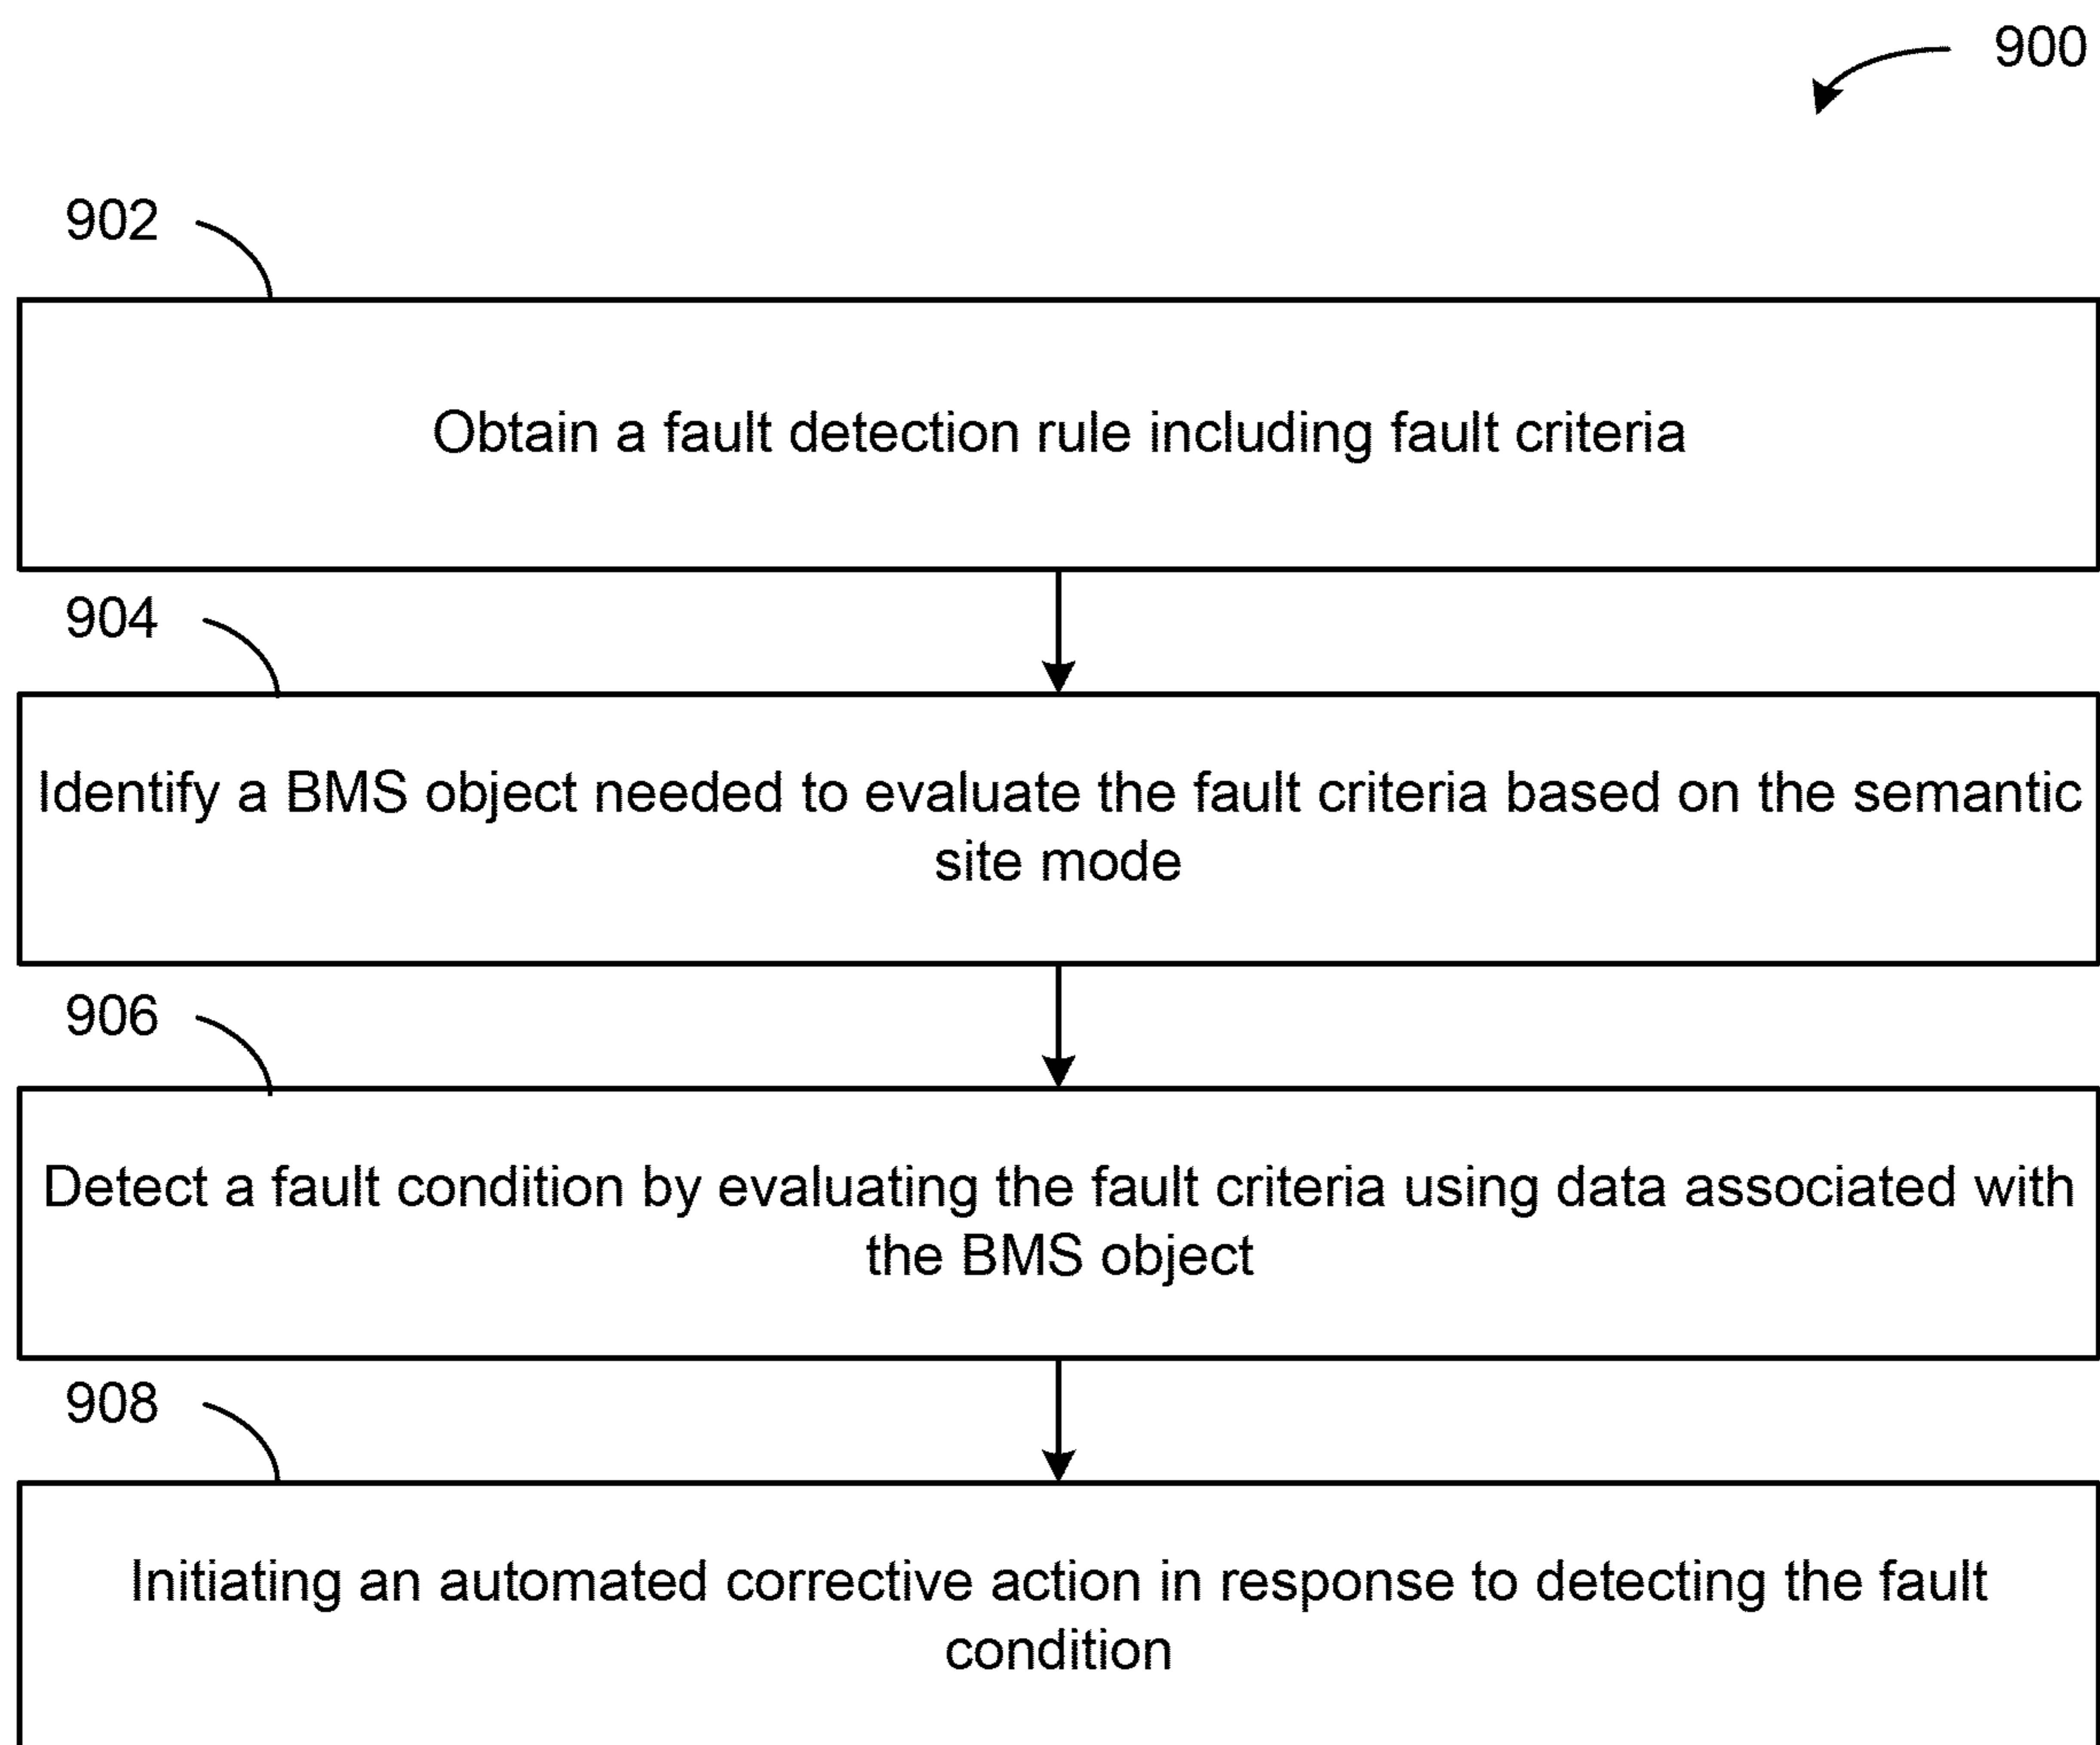 900
902
Obtain a fault detection rule including fault criteria
904
Identify a BMS object needed to evaluate the fault criteria based on the semantic
site mode
906
Detect a fault condition by evaluating the fault criteria using data associated with
the BMS object
908
Initiating an automated corrective action in response to detecting the fault
condition